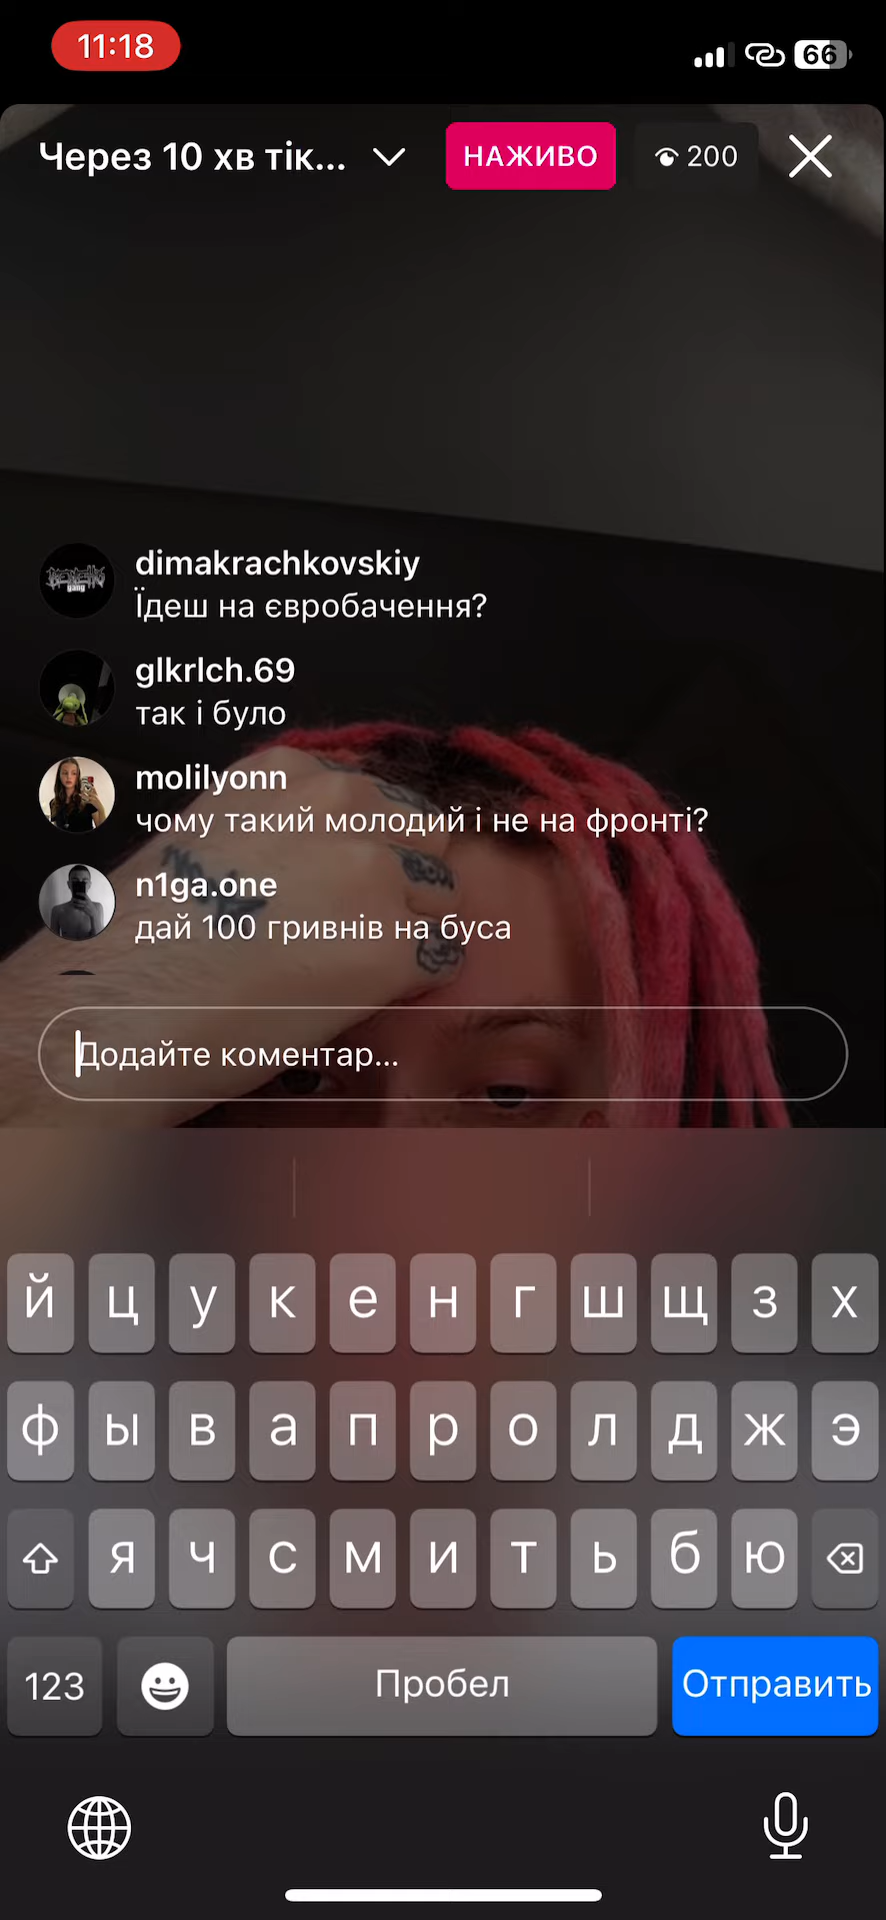 11:18
66
Через 10 хв тік...
НАЖИВО
200
dimakrachkovskiy
Їдеш на євробачення?
glkrlch.69
так і було
molilyonn
чому такий молодий і не на фронті?
n1ga.one
дай 100 гривнів на буса
Додайте коментар...
й ц у к е н г ш щ з х
ф ы в а п р о л д ж э
я ч с м и т ь б ю
123
Пробел
Отправить